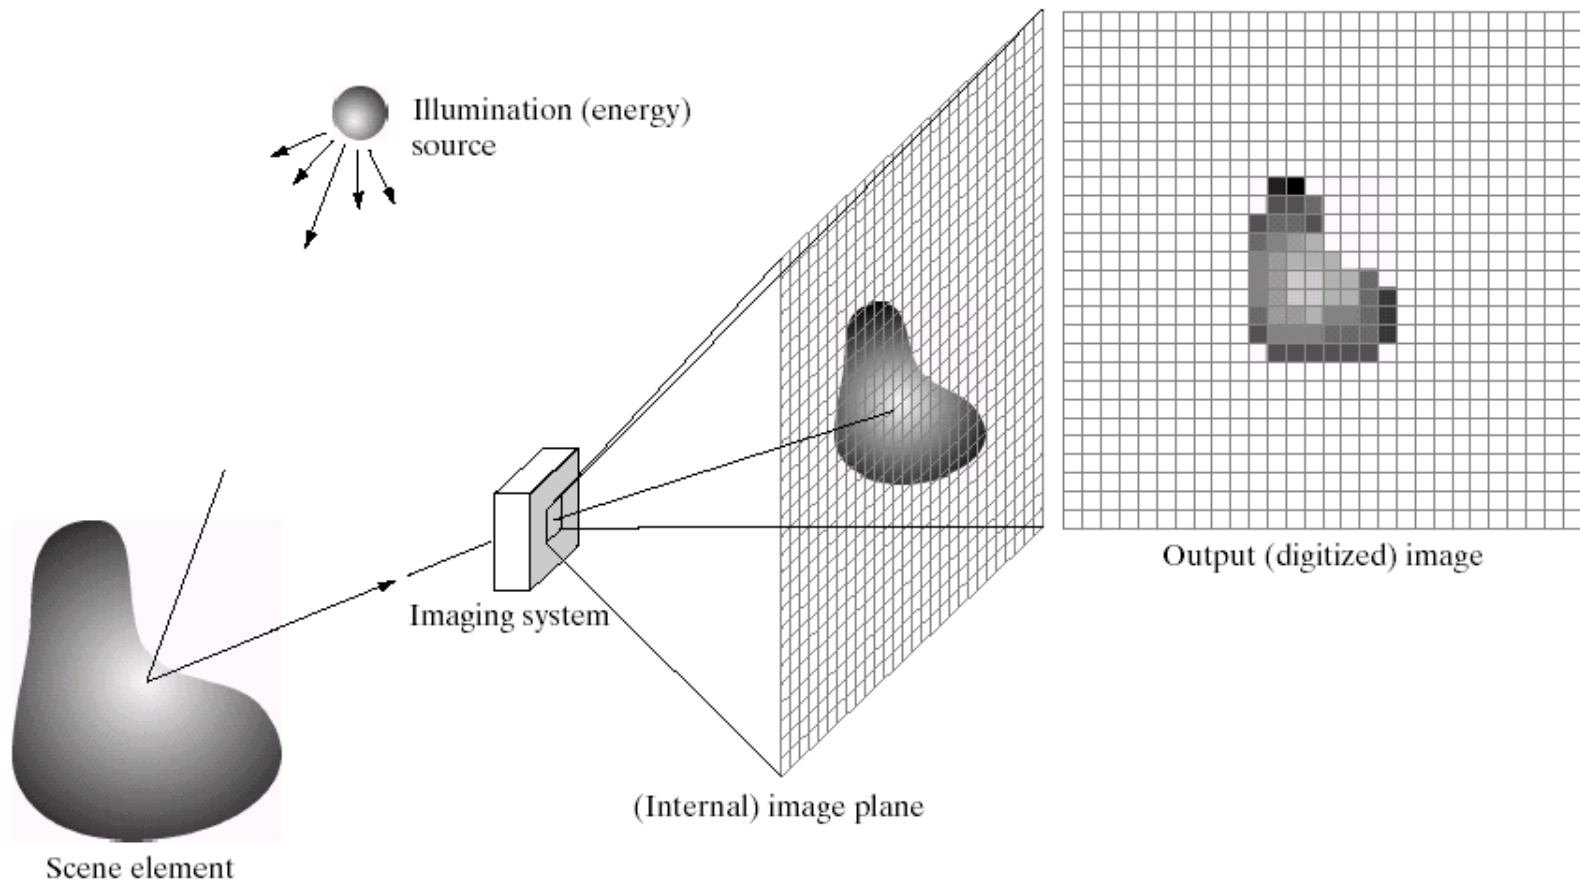 Illumination (energy)
source
Output (digitized) image
Imaging system
(Internal) image plane
Scene element